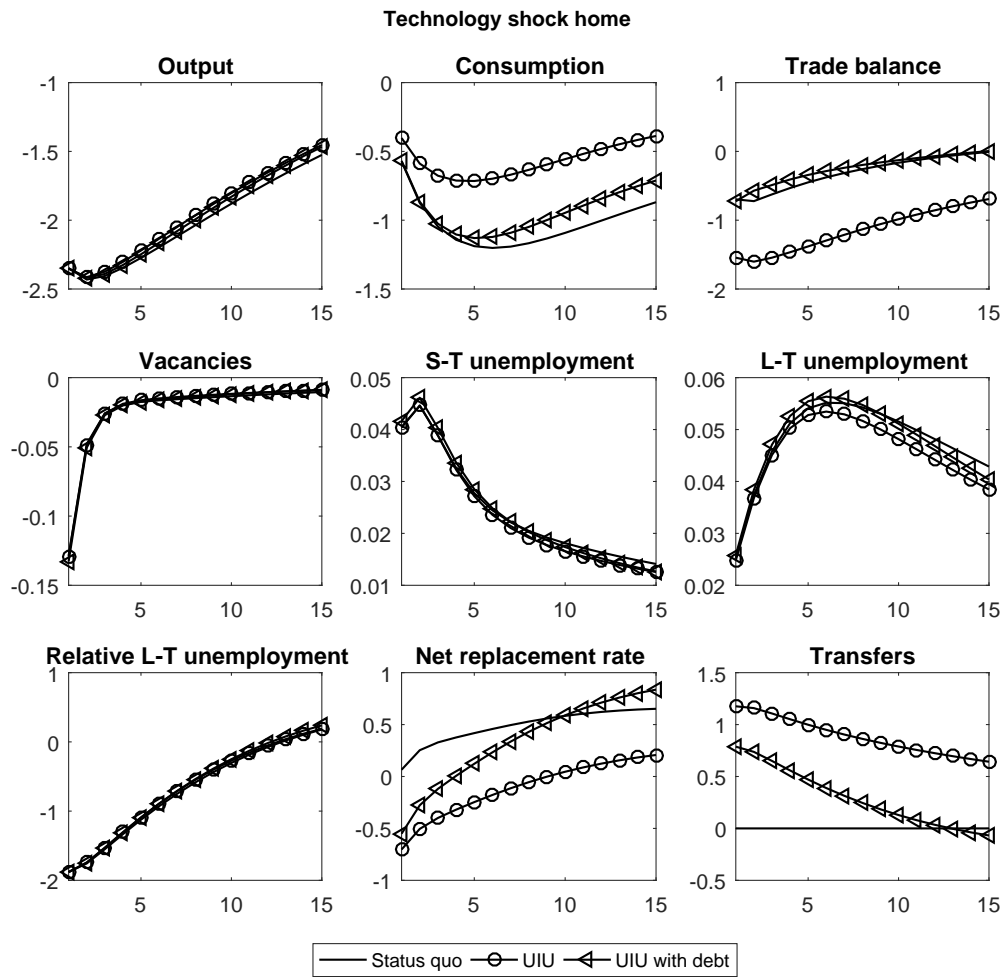 Technology shock home
Output Consumption Trade balance
-1 0 2
-1.5 -0.5 1
-2 -1 0
-2.5 -1.5 -1
-2
5 10 15 5 10 15 5 10 15
Vacancies S-T unemployment L-T unemployment
0 0.05 0.06
-0.05 0.04 0.05
-0.1 0.03 0.04
-0.15 0.02 0.03
0.01 0.02
5 10 15 5 10 15 5 10 15
Relative L-T unemployment Net replacement rate Transfers
1 1 1.5
0 0.5 1
-1 0 0.5
-2 -0.5 0
-1 -0.5
5 10 15 5 10 15 5 10 15
Status quo UIU UIU with debt